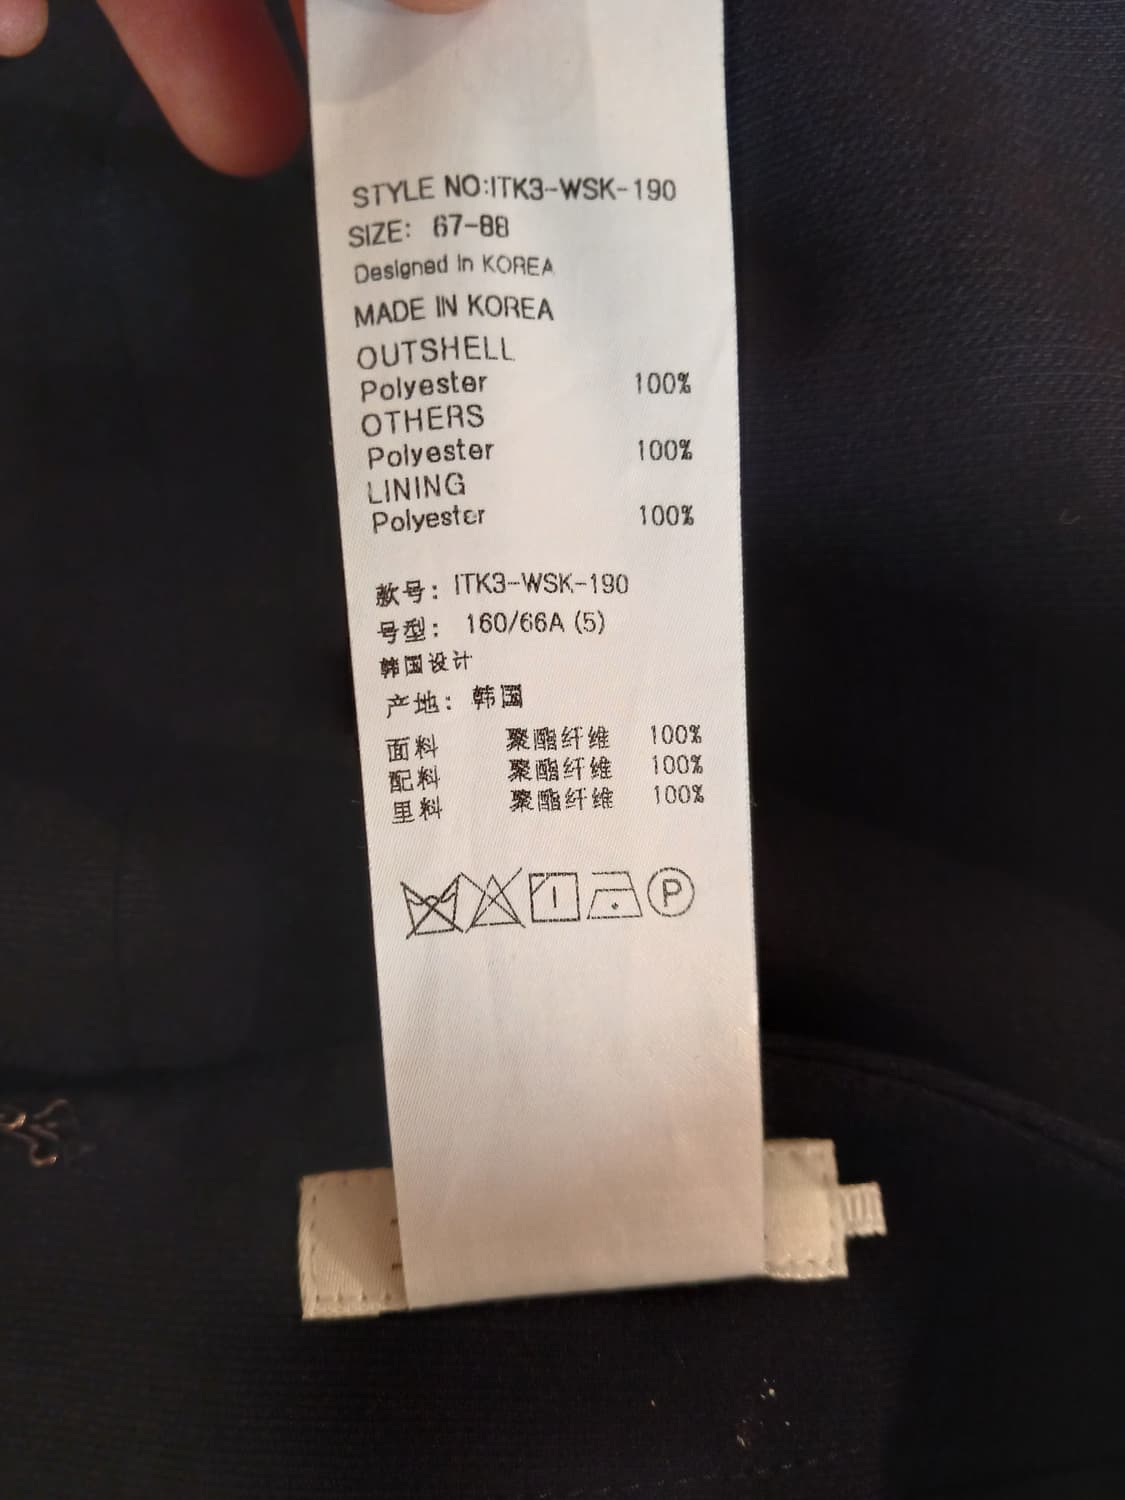 STYLE NO:ITK3-WSK-190
SIZE: 67-88
Designed in KOREA
MADE IN KOREA
OUTSHELL
Polyester 100%
OTHERS
Polyester 100%
LINING
Polyester 100%
款号: ITK3-WSK-190
号型: 160/66A (5)
韩国设计
产地: 韩国
面料 聚酯纤维 100%
配料 聚酯纤维 100%
里料 聚酯纤维 100%
P